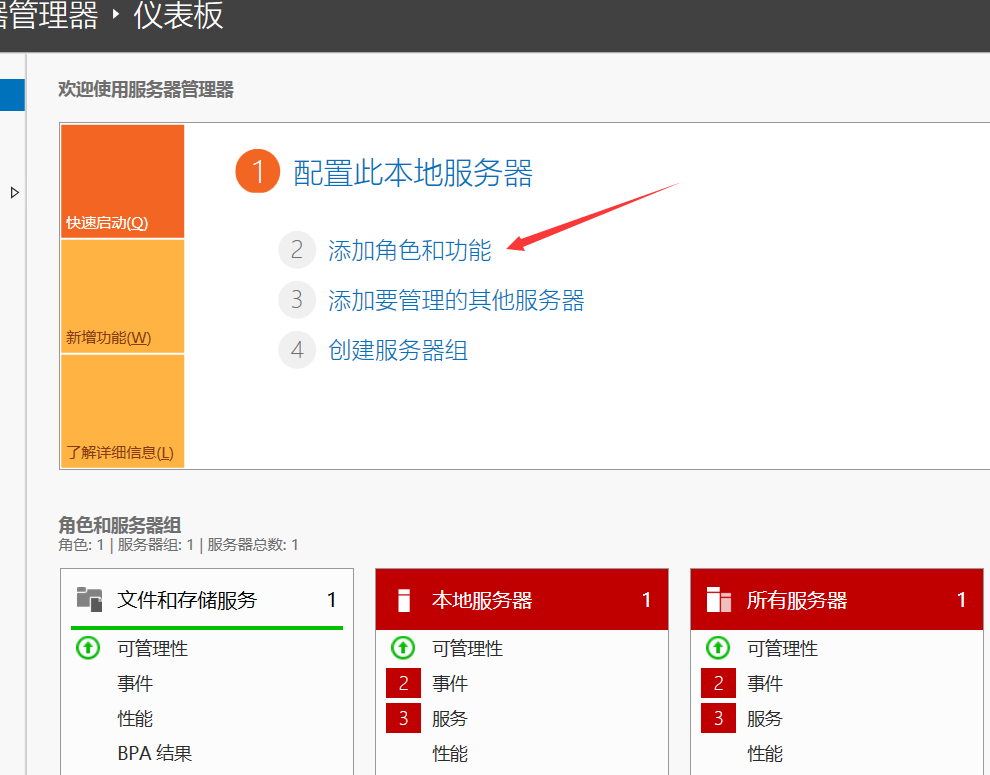 器管理器 ‣ 仪表板
欢迎使用服务器管理器
1 配置此本地服务器
快速启动(Q)
2 添加角色和功能
3 添加要管理的其他服务器
新增功能(W)
4 创建服务器组
了解详细信息(L)
角色和服务器组
角色: 1 | 服务器组: 1 | 服务器总数: 1
文件和存储服务 1
可管理性
事件
性能
BPA 结果
本地服务器 1
可管理性
2 事件
3 服务
性能
所有服务器 1
可管理性
2 事件
3 服务
性能